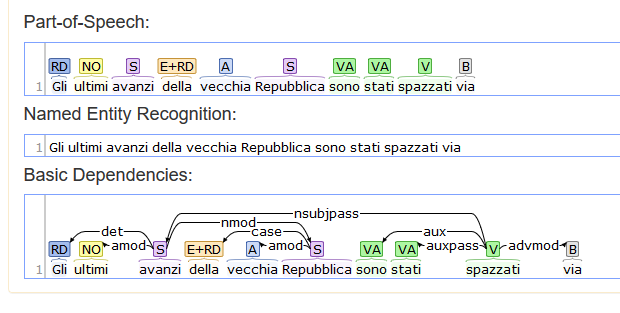 Part-of-Speech:
RD NO S E+RD A S VA VA V B
1 Gli ultimi avanzi della vecchia Repubblica sono stati spazzati via
Named Entity Recognition:
1 Gli ultimi avanzi della vecchia Repubblica sono stati spazzati via
Basic Dependencies:
nsubjpass
nmod
det case aux
RD NO amod S E+RD A amod S VA VA auxpass V advmod B
1 Gli ultimi avanzi della vecchia Repubblica sono stati spazzati via